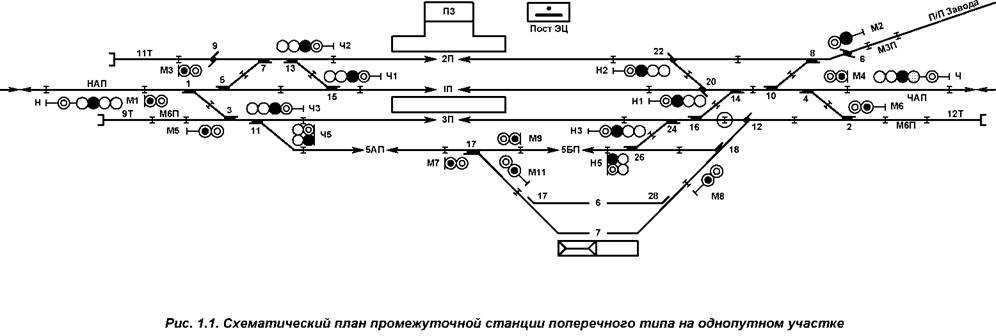 ПЗ
Пост ЭЦ
П/П Завода
М2
М3П
9
Ч2
22
8
6
11Т
2П
М3
7
13
Н2
М4
Ч
Ч1
НАП
1
5
15
1П
20
10
4
ЧАП
Н
М1
Ч3
Н1
14
М6
9Т
М6П
3
3П
16
12
2
М6П
12Т
М5
11
Ч5
М9
Н3
24
5АП
17
5БП
26
18
М7
М11
Н5
М8
17
6
28
7
Рис. 1.1. Схематический план промежуточной станции поперечного типа на однопутном участке